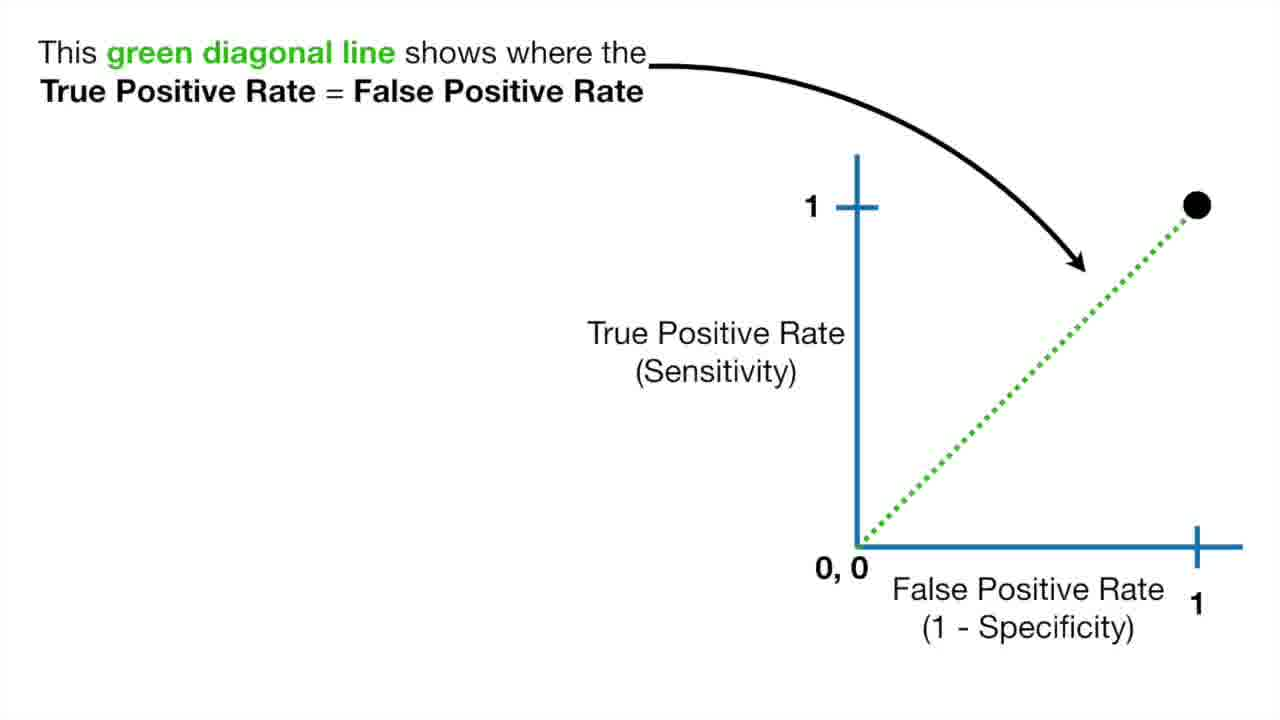 This green diagonal line shows where the
True Positive Rate = False Positive Rate
1
True Positive Rate
(Sensitivity)
0, 0
False Positive Rate
(1 - Specificity)
1